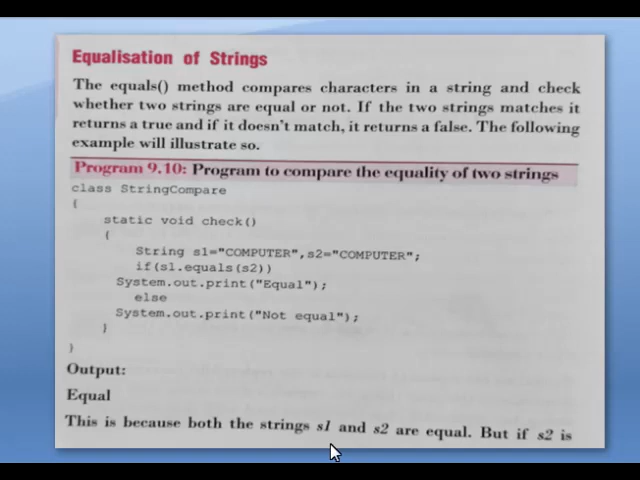 Equalisation of Strings
The equals() method compares characters in a string and check
whether two strings are equal or not. If the two strings matches it
returns a true and if it doesn't match, it returns a false. The following
example will illustrate so.
Program 9.10: Program to compare the equality of two strings
class StringCompare
{
static void check()
{
String s1="COMPUTER",s2="COMPUTER";
if(s1.equals(s2))
System.out.print("Equal");
else
System.out.print("Not equal");
}
}
Output:
Equal
This is because both the strings s1 and s2 are equal. But if s2 is